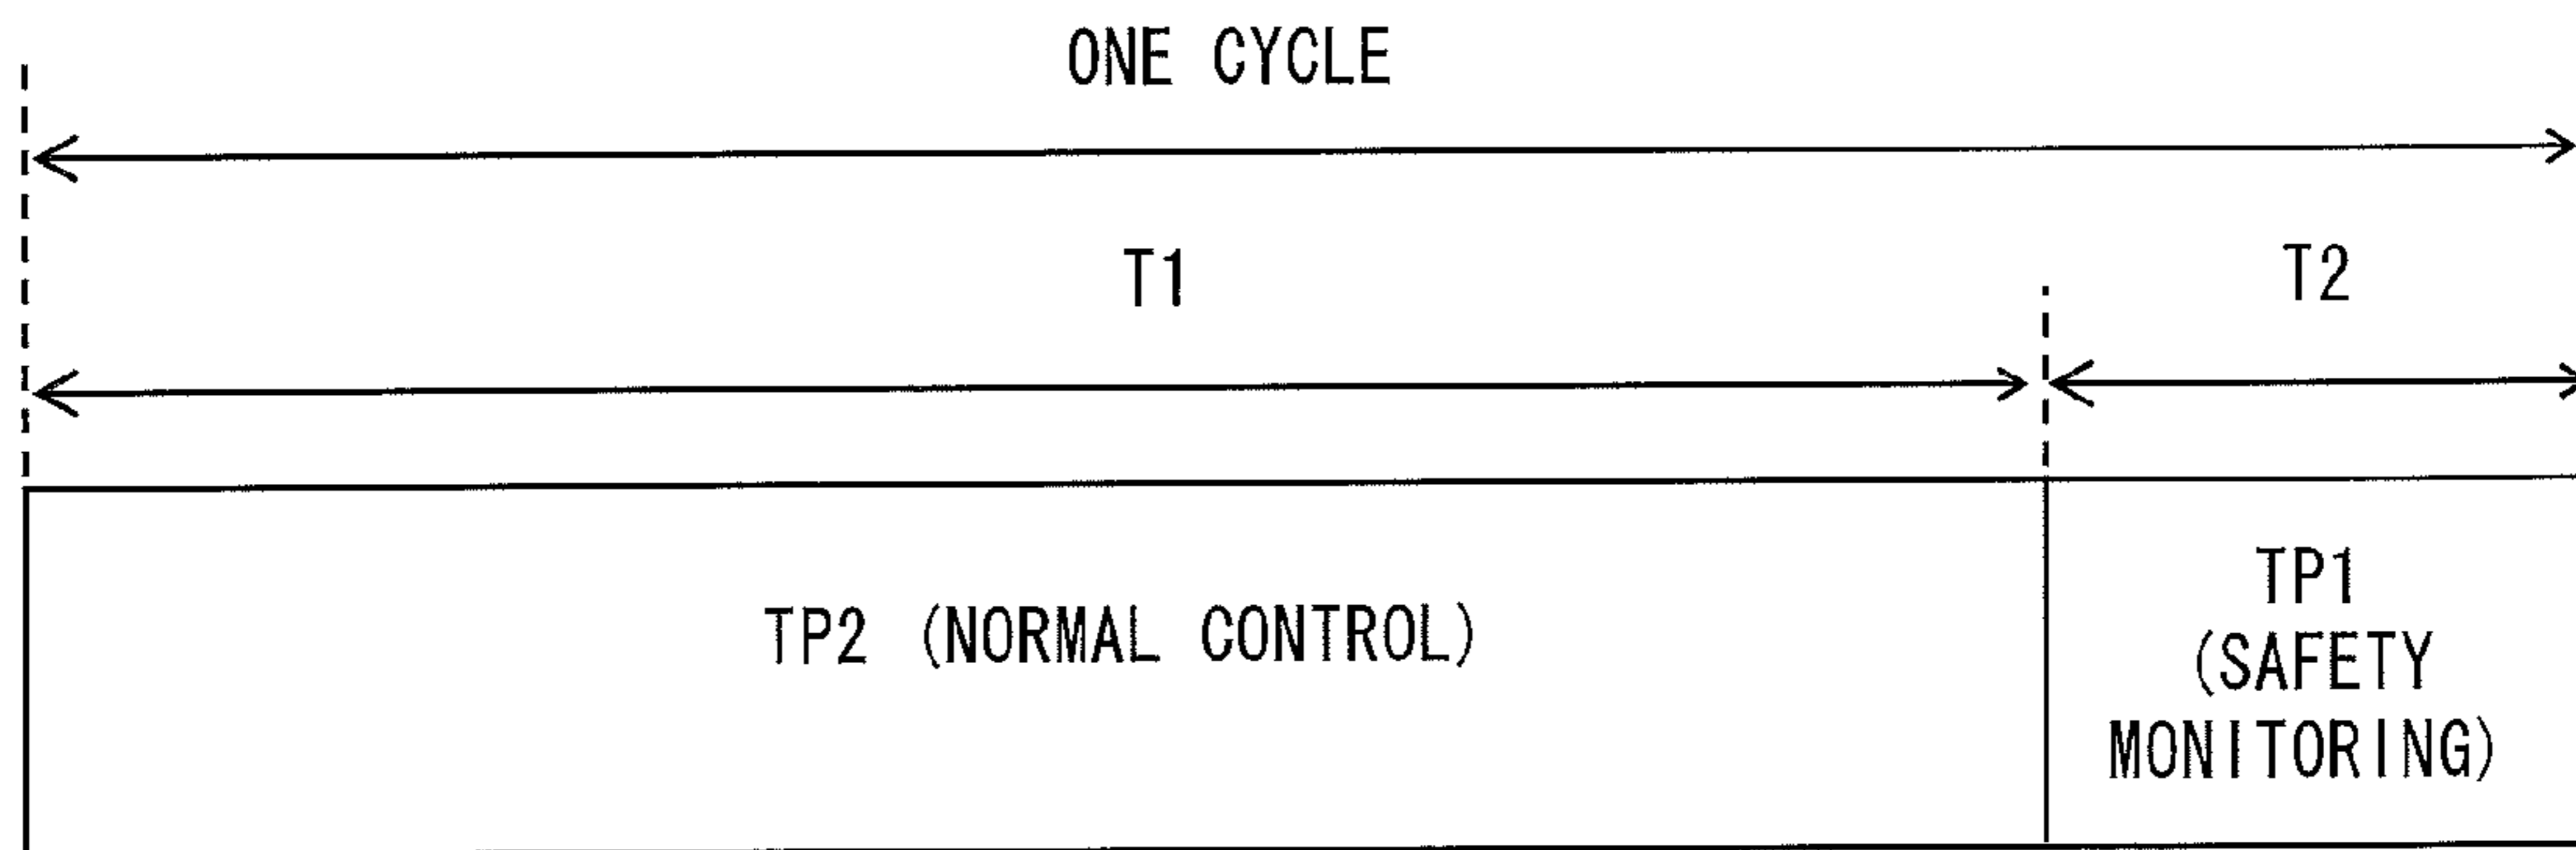 ONE CYCLE
T1
T2
TP2 (NORMAL CONTROL)
TP1
(SAFETY
MONITORING)